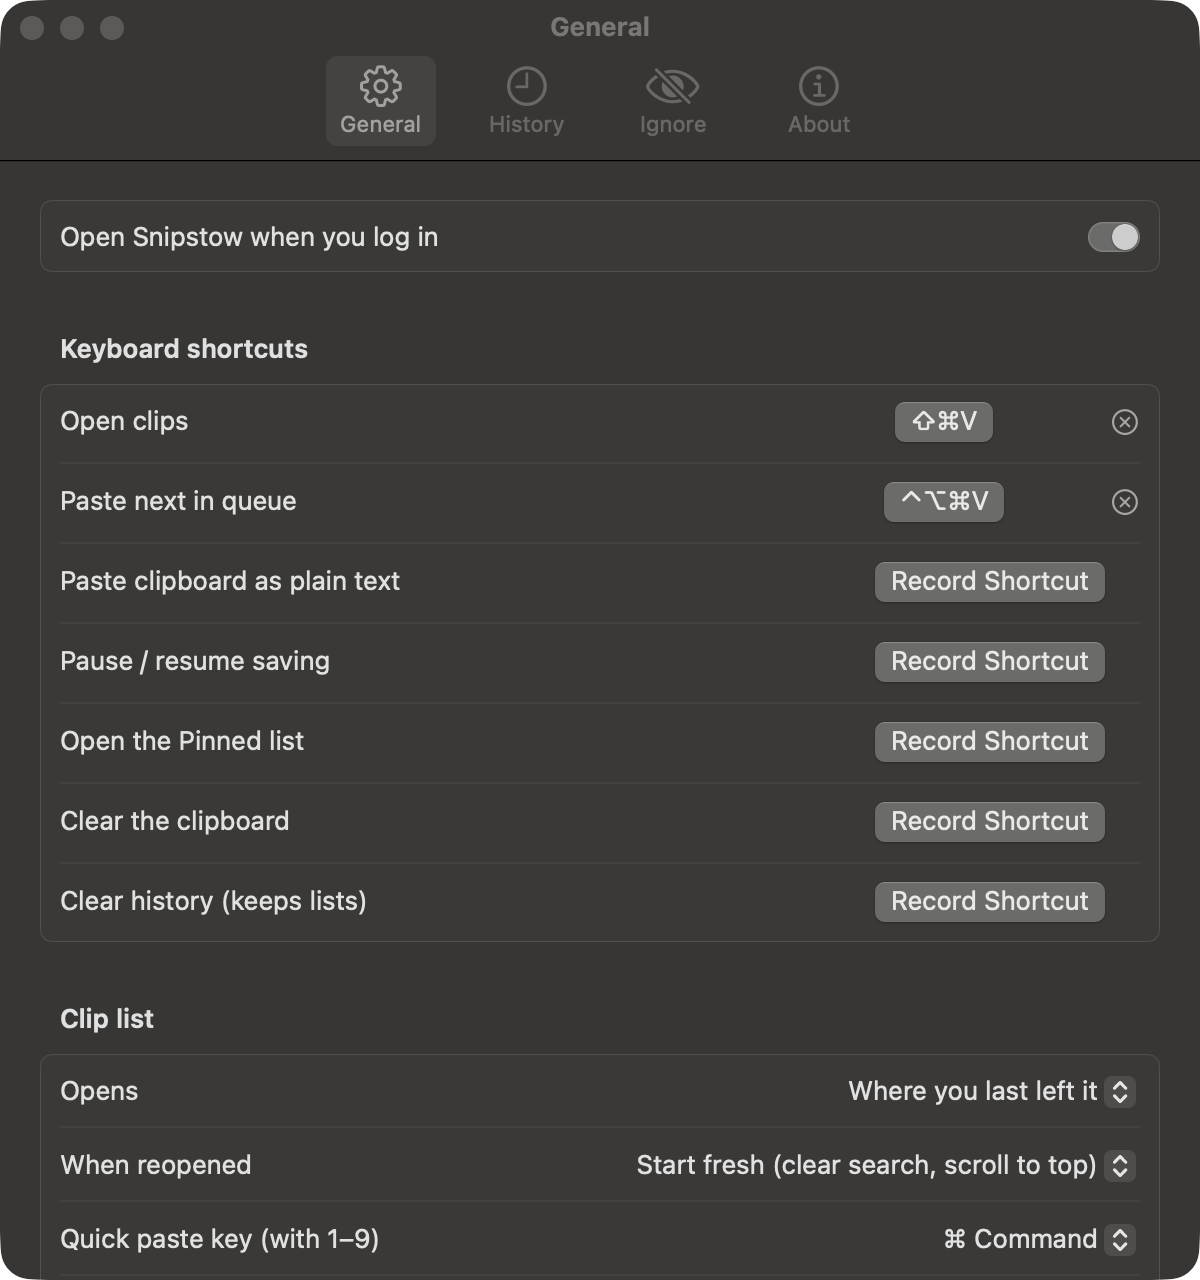 General
General
History
Ignore
About
Open Snipstow when you log in
Keyboard shortcuts
Open clips ⇧⌘V
Paste next in queue ^⌥⌘V
Paste clipboard as plain text Record Shortcut
Pause / resume saving Record Shortcut
Open the Pinned list Record Shortcut
Clear the clipboard Record Shortcut
Clear history (keeps lists) Record Shortcut
Clip list
Opens Where you last left it
When reopened Start fresh (clear search, scroll to top)
Quick paste key (with 1–9) ⌘ Command